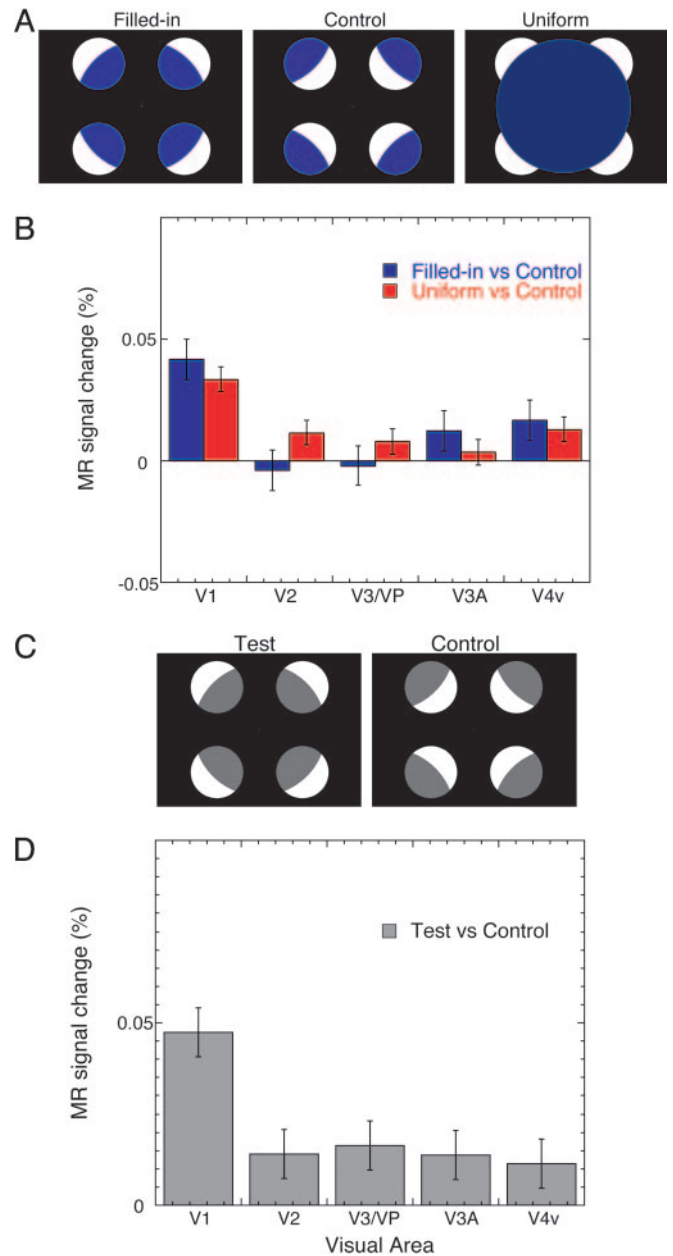 A
Filled-in Control Uniform
B
Filled-in vs Control
Uniform vs Control
MR signal change (%)
0.05
0
-0.05
V1 V2 V3/VP V3A V4v
C
Test Control
D
Test vs Control
MR signal change (%)
0.05
0
V1 V2 V3/VP V3A V4v
Visual Area